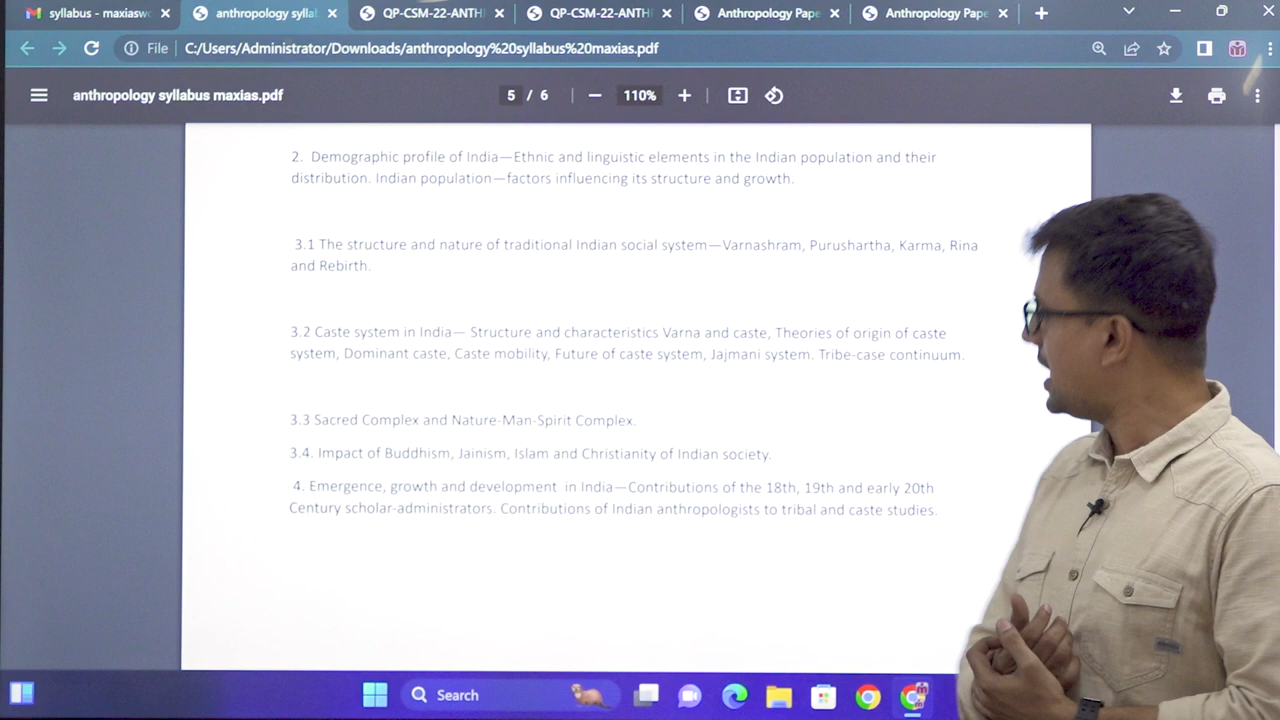 syllabus - maxiasw
anthropology sylla
QP-CSM-22-ANTH
QP-CSM-22-ANTH
Anthropology Pape
Anthropology Pape
File
C:/Users/Administrator/Downloads/anthropology%20syllabus%20maxias.pdf
anthropology syllabus maxias.pdf
5 / 6
110%
2. Demographic profile of India—Ethnic and linguistic elements in the Indian population and their
distribution. Indian population—factors influencing its structure and growth.
3.1 The structure and nature of traditional Indian social system—Varnashram, Purushartha, Karma, Rina
and Rebirth.
3.2 Caste system in India— Structure and characteristics Varna and caste, Theories of origin of caste
system, Dominant caste, Caste mobility, Future of caste system, Jajmani system. Tribe-case continuum.
3.3 Sacred Complex and Nature-Man-Spirit Complex.
3.4. Impact of Buddhism, Jainism, Islam and Christianity of Indian society.
4. Emergence, growth and development in India—Contributions of the 18th, 19th and early 20th
Century scholar-administrators. Contributions of Indian anthropologists to tribal and caste studies.
Search